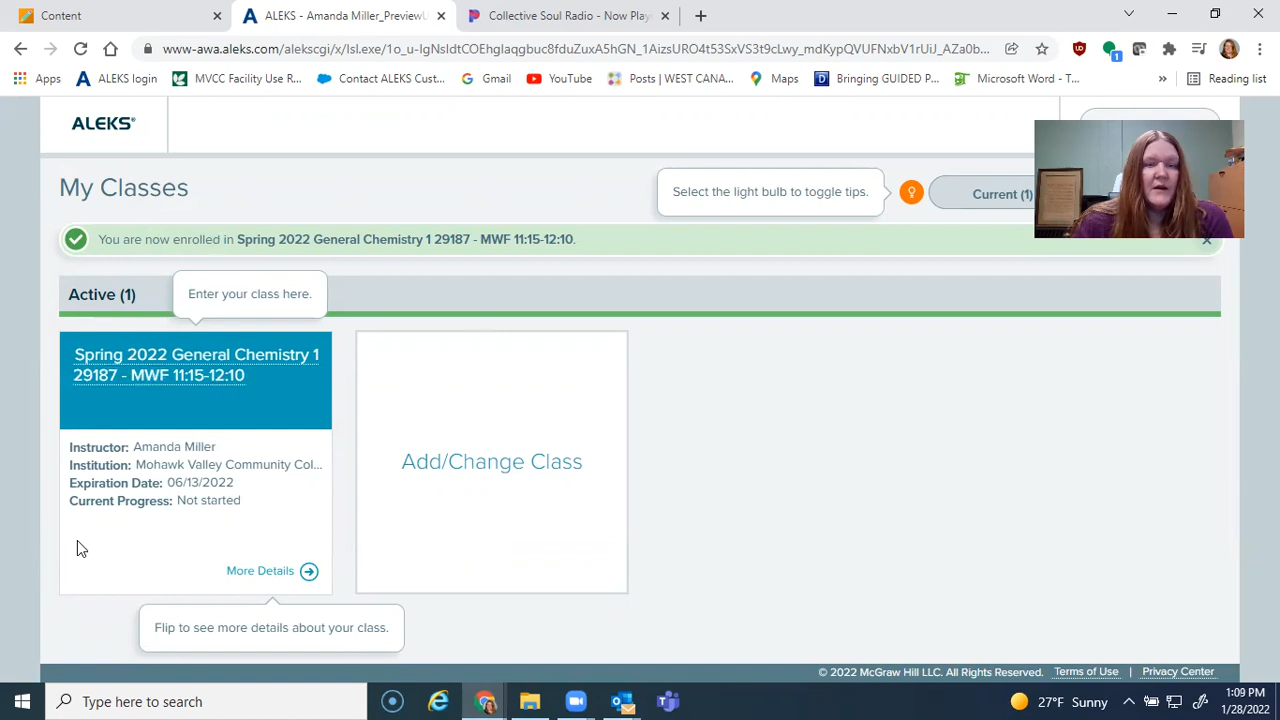 Content
ALEKS - Amanda Miller_Preview
Collective Soul Radio - Now Play
www-awa.aleks.com/alekscgi/x/Isl.exe/1o_u-IgNsIdtCOEhgIaqgbuc8fduZuxA5hGN_1AizsURO4t53SxVS3t9cLwy_mdKypQVUFNxbV1rUiJ_AZa0b...
Apps
ALEKS login
MVCC Facility Use R...
Contact ALEKS Cust...
Gmail
YouTube
Posts | WEST CANA...
Maps
Bringing GUIDED P...
Microsoft Word - T...
»
Reading list
ALEKS®
My Classes
Select the light bulb to toggle tips.
Current (1)
You are now enrolled in Spring 2022 General Chemistry 1 29187 - MWF 11:15-12:10.
Active (1)
Enter your class here.
Spring 2022 General Chemistry 1
29187 - MWF 11:15-12:10
Instructor: Amanda Miller
Institution: Mohawk Valley Community Col...
Expiration Date: 06/13/2022
Current Progress: Not started
Add/Change Class
More Details
Flip to see more details about your class.
© 2022 McGraw Hill LLC. All Rights Reserved. Terms of Use | Privacy Center
Type here to search
27°F Sunny
1:09 PM
1/28/2022
1